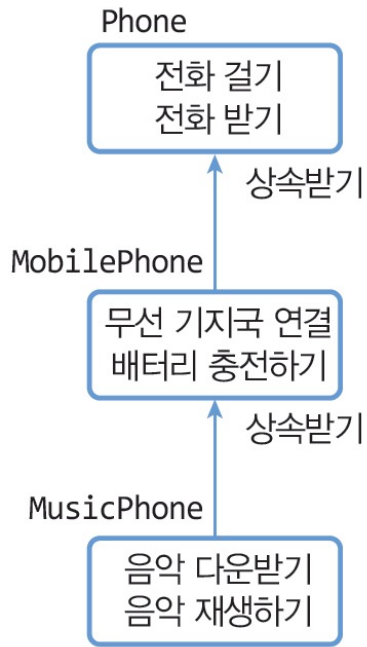 Phone
전화 걸기
전화 받기
상속받기
MobilePhone
무선 기지국 연결
배터리 충전하기
상속받기
MusicPhone
음악 다운받기
음악 재생하기